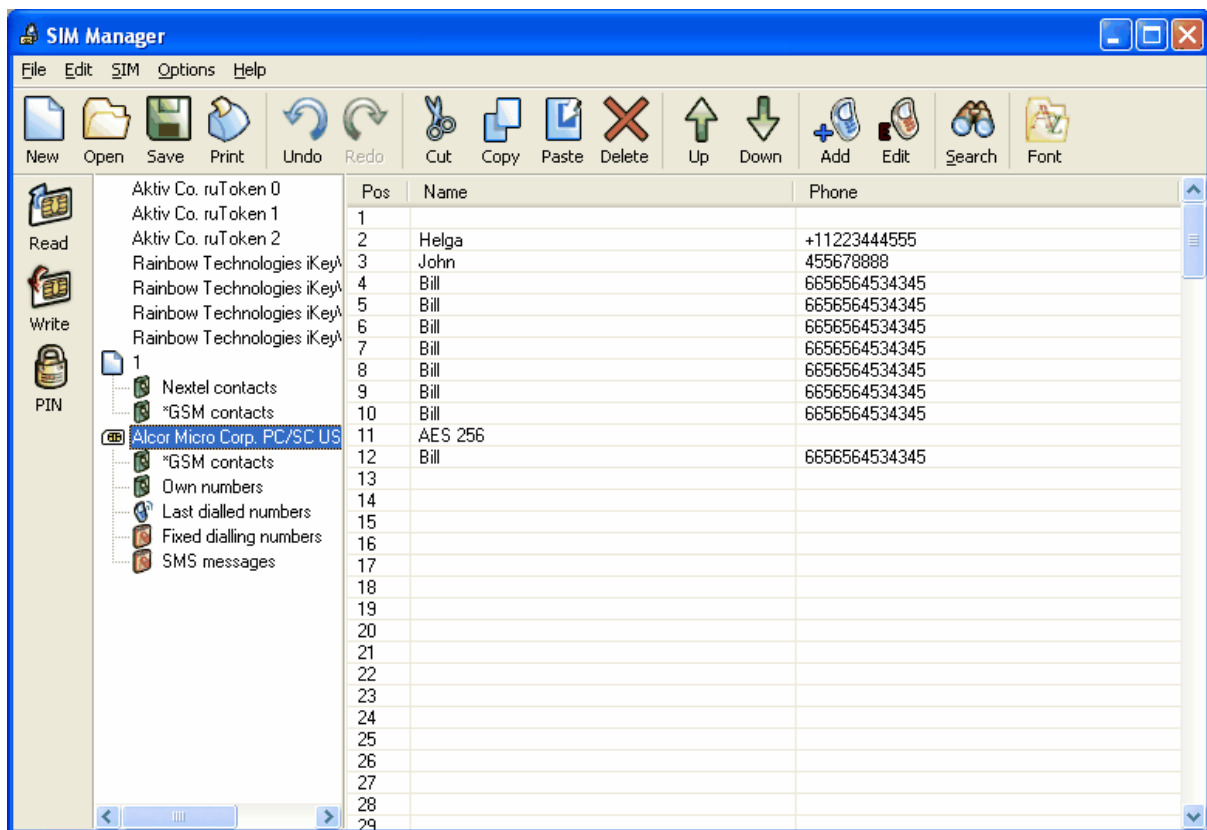 SIM Manager
File Edit SIM Options Help
New Open Save Print Undo Redo Cut Copy Paste Delete Up Down Add Edit Search Font
Read
Write
PIN
Aktiv Co. ruToken 0
Aktiv Co. ruToken 1
Aktiv Co. ruToken 2
Rainbow Technologies iKeyV
Rainbow Technologies iKeyV
Rainbow Technologies iKeyV
Rainbow Technologies iKeyV
1
Nextel contacts
*GSM contacts
Alcor Micro Corp. PC/SC US
*GSM contacts
Own numbers
Last dialled numbers
Fixed dialling numbers
SMS messages
Pos Name Phone
1
2 Helga +11223444555
3 John 455678888
4 Bill 6656564534345
5 Bill 6656564534345
6 Bill 6656564534345
7 Bill 6656564534345
8 Bill 6656564534345
9 Bill 6656564534345
10 Bill 6656564534345
11 AES 256
12 Bill 6656564534345
13
14
15
16
17
18
19
20
21
22
23
24
25
26
27
28
29